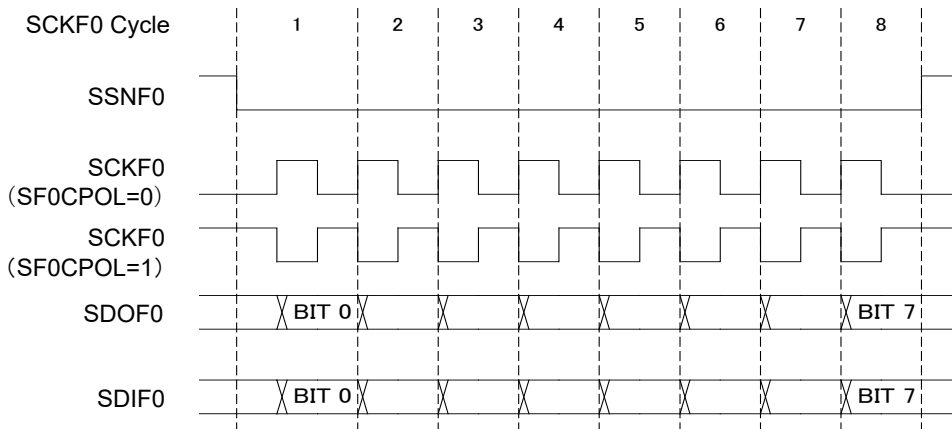 SCKF0 Cycle 1 2 3 4 5 6 7 8
SSNF0
SCKF0
（SF0CPOL=0）
SCKF0
（SF0CPOL=1）
SDOF0 BIT 0 BIT 7
SDIF0 BIT 0 BIT 7